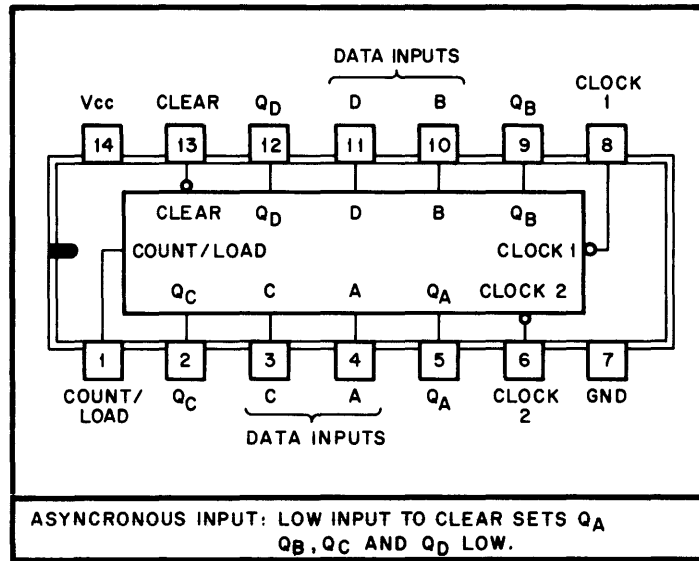 DATA INPUTS
Vcc CLEAR QD D B QB CLOCK 1
14 13 12 11 10 9 8
CLEAR QD D B QB
COUNT/LOAD CLOCK 1
QC C A QA CLOCK 2
1 2 3 4 5 6 7
COUNT/ LOAD QC C A QA CLOCK 2 GND
DATA INPUTS
ASYNCRONOUS INPUT: LOW INPUT TO CLEAR SETS QA
QB, QC AND QD LOW.